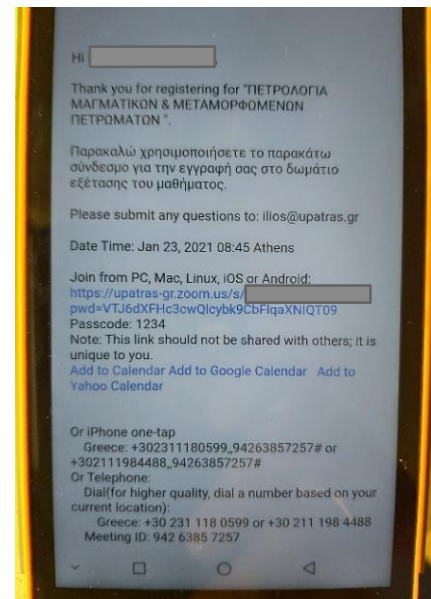 Hi
Thank you for registering for "ΠΕΤΡΟΛΟΓΙΑ
ΜΑΓΜΑΤΙΚΩΝ & ΜΕΤΑΜΟΡΦΩΜΕΝΩΝ
ΠΕΤΡΩΜΑΤΩΝ ".
Παρακαλώ χρησιμοποιήσετε το παρακάτω
σύνδεσμο για την εγγραφή σας στο δωμάτιο
εξέτασης του μαθήματος.
Please submit any questions to: ilios@upatras.gr
Date Time: Jan 23, 2021 08:45 Athens
Join from PC, Mac, Linux, iOS or Android:
https://upatras-gr.zoom.us/s/
pwd=VTJ6dXFHc3cwQlcybk9CbFlqaXNIQT09
Passcode: 1234
Note: This link should not be shared with others; it is
unique to you.
Add to Calendar Add to Google Calendar Add to
Yahoo Calendar
Or iPhone one-tap
Greece: +302311180599,,94263857257# or
+302111984488,,94263857257#
Or Telephone:
Dial(for higher quality, dial a number based on your
current location):
Greece: +30 231 118 0599 or +30 211 198 4488
Meeting ID: 942 6385 7257